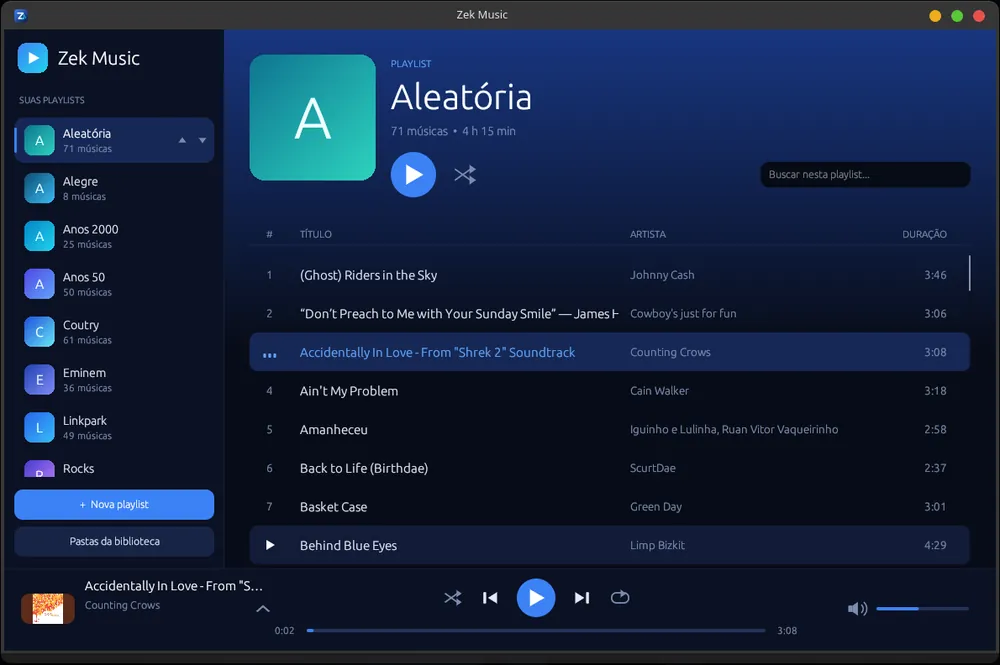 Zek Music
Zek Music
SUAS PLAYLISTS
A Aleatória
71 músicas
A Alegre
8 músicas
A Anos 2000
25 músicas
A Anos 50
50 músicas
C Coutry
61 músicas
E Eminem
36 músicas
L Linkpark
49 músicas
R Rocks
+ Nova playlist
Pastas da biblioteca
A
PLAYLIST
Aleatória
71 músicas • 4 h 15 min
Buscar nesta playlist...
# TÍTULO ARTISTA DURAÇÃO
1 (Ghost) Riders in the Sky Johnny Cash 3:46
2 “Don’t Preach to Me with Your Sunday Smile” — James H Cowboy's just for fun 3:06
Accidentally In Love - From "Shrek 2" Soundtrack Counting Crows 3:08
4 Ain't My Problem Cain Walker 3:18
5 Amanheceu Iguinho e Lulinha, Ruan Vitor Vaqueirinho 2:58
6 Back to Life (Birthdae) ScurtDae 2:37
7 Basket Case Green Day 3:01
Behind Blue Eyes Limp Bizkit 4:29
Accidentally In Love - From "S...
Counting Crows
0:02 3:08